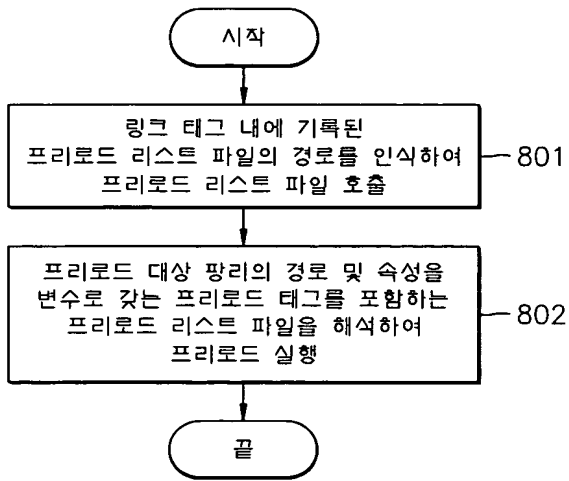 시작
링크 태그 내에 기록된
프리로드 리스트 파일의 경로를 인식하여
프리로드 리스트 파일 호출
801
프리로드 대상 팡리의 경로 및 속성을
변수로 갖는 프리로드 태그를 포함하는
프리로드 리스트 파일을 해석하여
프리로드 실행
802
끝